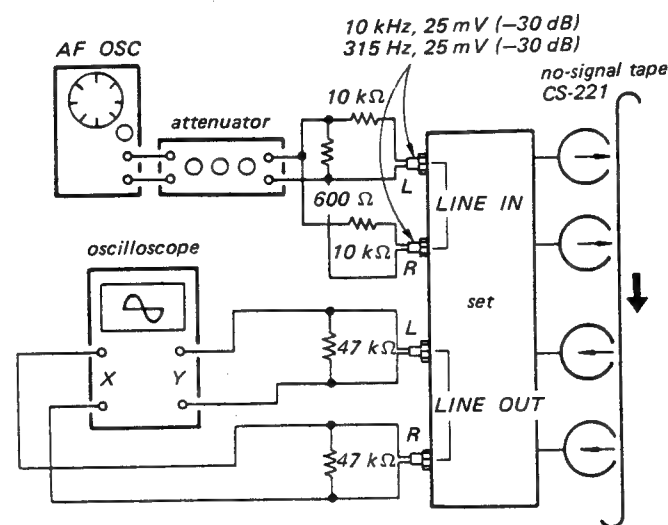 10 kHz, 25 mV (–30 dB)
315 Hz, 25 mV (–30 dB)
AF OSC
no-signal tape
CS-221
attenuator
10 kΩ
L
600 Ω
LINE IN
10 kΩ
R
oscilloscope
set
L
X
Y
47 kΩ
LINE OUT
R
47 kΩ